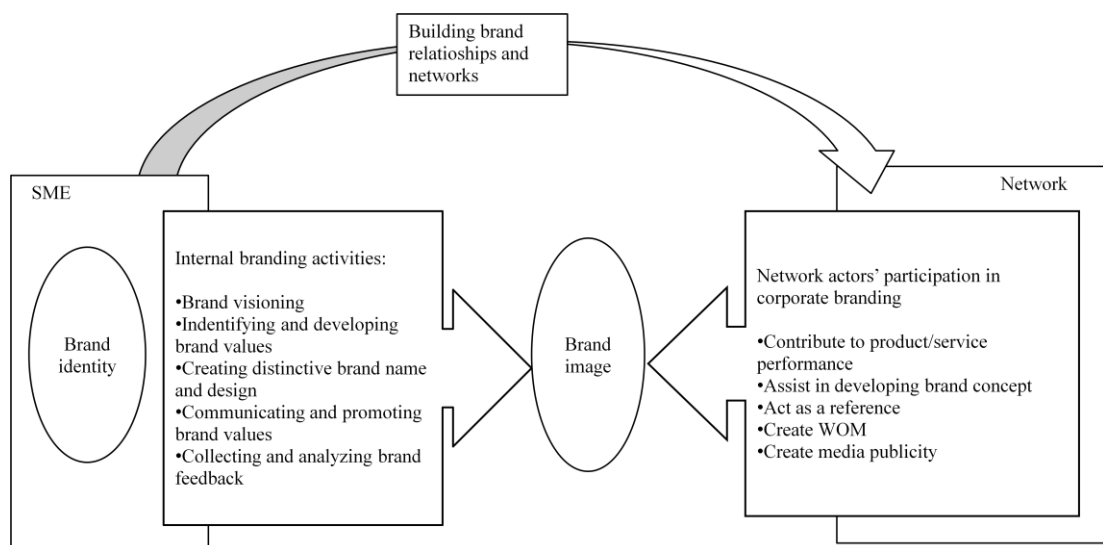 Building brand
relatioships and
networks
SME
Network
Brand
identity
Internal branding activities:
•Brand visioning
•Indentifying and developing
brand values
•Creating distinctive brand name
and design
•Communicating and promoting
brand values
•Collecting and analyzing brand
feedback
Brand
image
Network actors’ participation in
corporate branding
•Contribute to product/service
performance
•Assist in developing brand concept
•Act as a reference
•Create WOM
•Create media publicity